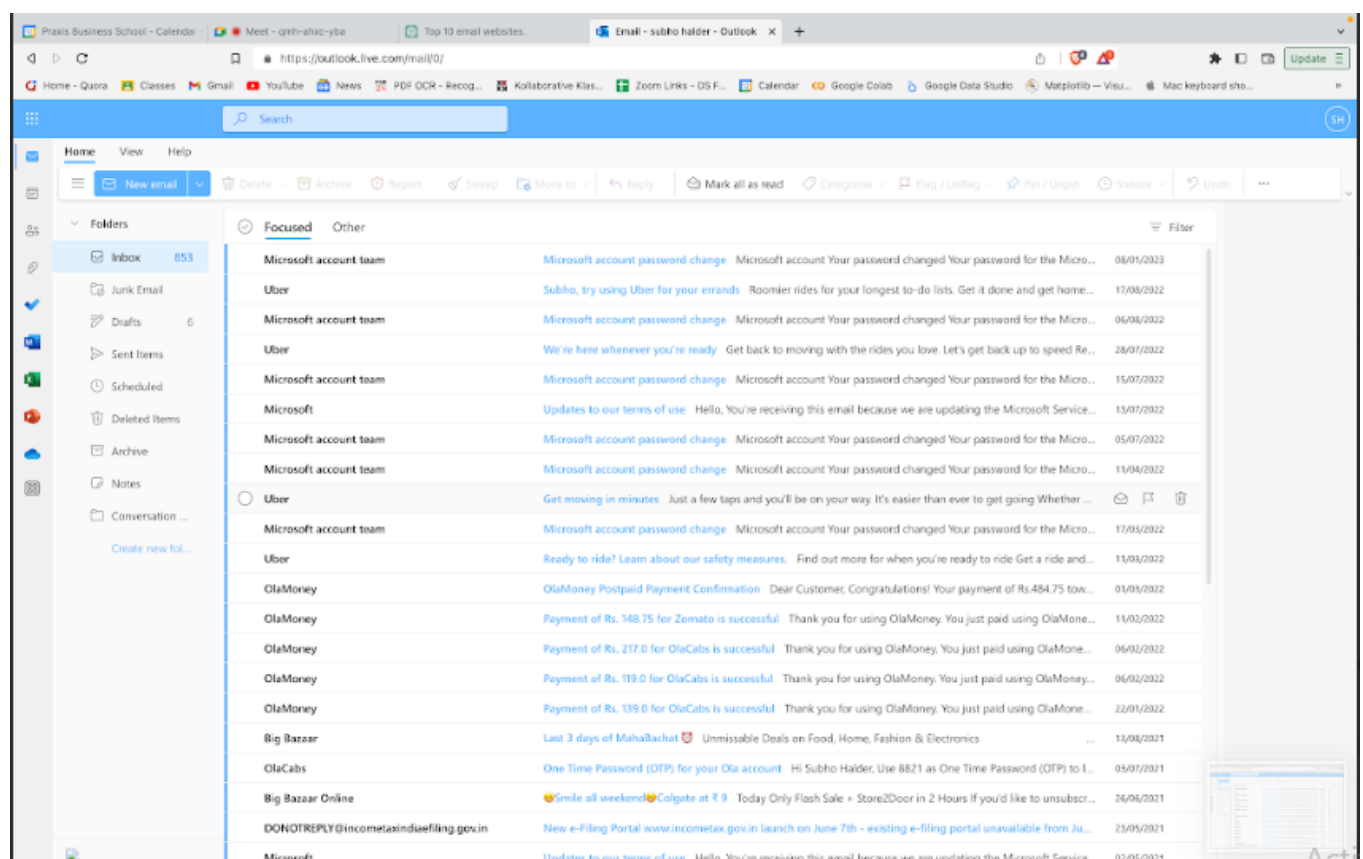 Praxis Business School - Calendar
Meet - qmh-ahxc-yba
Top 10 email websites.
Email - subho halder - Outlook
https://outlook.live.com/mail/0/
Update
Home - Quora
Classes
Gmail
YouTube
News
PDF OCR - Recog...
Kollaborative Klas...
Zoom Links - DS F...
Calendar
Google Colab
Google Data Studio
Matplotlib — Visu...
Mac keyboard sho...
Search
SH
Home View Help
New email
Delete
Archive
Report
Sweep
Move to
Reply
Mark all as read
Categorise
Flag / Unflag
Pin / Unpin
Snooze
Undo
Folders
Inbox 853
Junk Email
Drafts 6
Sent Items
Scheduled
Deleted Items
Archive
Notes
Conversation ...
Create new fol...
Focused Other
Filter
Microsoft account team Microsoft account password change Microsoft account Your password changed Your password for the Micro... 08/01/2023
Uber Subho, try using Uber for your errands Roomier rides for your longest to-do lists. Get it done and get home... 17/08/2022
Microsoft account team Microsoft account password change Microsoft account Your password changed Your password for the Micro... 06/08/2022
Uber We're here whenever you're ready Get back to moving with the rides you love. Let's get back up to speed Re... 28/07/2022
Microsoft account team Microsoft account password change Microsoft account Your password changed Your password for the Micro... 15/07/2022
Microsoft Updates to our terms of use Hello, You're receiving this email because we are updating the Microsoft Service... 13/07/2022
Microsoft account team Microsoft account password change Microsoft account Your password changed Your password for the Micro... 05/07/2022
Microsoft account team Microsoft account password change Microsoft account Your password changed Your password for the Micro... 11/04/2022
Uber Get moving in minutes Just a few taps and you'll be on your way. It's easier than ever to get going Whether ...
Microsoft account team Microsoft account password change Microsoft account Your password changed Your password for the Micro... 17/03/2022
Uber Ready to ride? Learn about our safety measures. Find out more for when you're ready to ride Get a ride and... 11/03/2022
OlaMoney OlaMoney Postpaid Payment Confirmation Dear Customer, Congratulations! Your payment of Rs.484.75 tow... 01/03/2022
OlaMoney Payment of Rs. 148.75 for Zomato is successful Thank you for using OlaMoney. You just paid using OlaMone... 11/02/2022
OlaMoney Payment of Rs. 217.0 for OlaCabs is successful Thank you for using OlaMoney. You just paid using OlaMone... 06/02/2022
OlaMoney Payment of Rs. 119.0 for OlaCabs is successful Thank you for using OlaMoney. You just paid using OlaMoney... 06/02/2022
OlaMoney Payment of Rs. 139.0 for OlaCabs is successful Thank you for using OlaMoney. You just paid using OlaMone... 22/01/2022
Big Bazaar Last 3 days of MahaBachat Unmissable Deals on Food, Home, Fashion & Electronics ... 13/08/2021
OlaCabs One Time Password (OTP) for your Ola account Hi Subho Halder, Use 8821 as One Time Password (OTP) to l... 03/07/2021
Big Bazaar Online Smile all weekend Colgate at ₹ 9 Today Only Flash Sale + Store2Door in 2 Hours If you'd like to unsubscr... 26/06/2021
DONOTREPLY@incometaxindiaefiling.gov.in New e-Filing Portal www.incometax.gov.in launch on June 7th - existing e-filing portal unavailable from Ju... 23/05/2021
Microsoft Updates to our terms of use Hello, You're receiving this email because we are updating the Microsoft Service... 02/05/2021